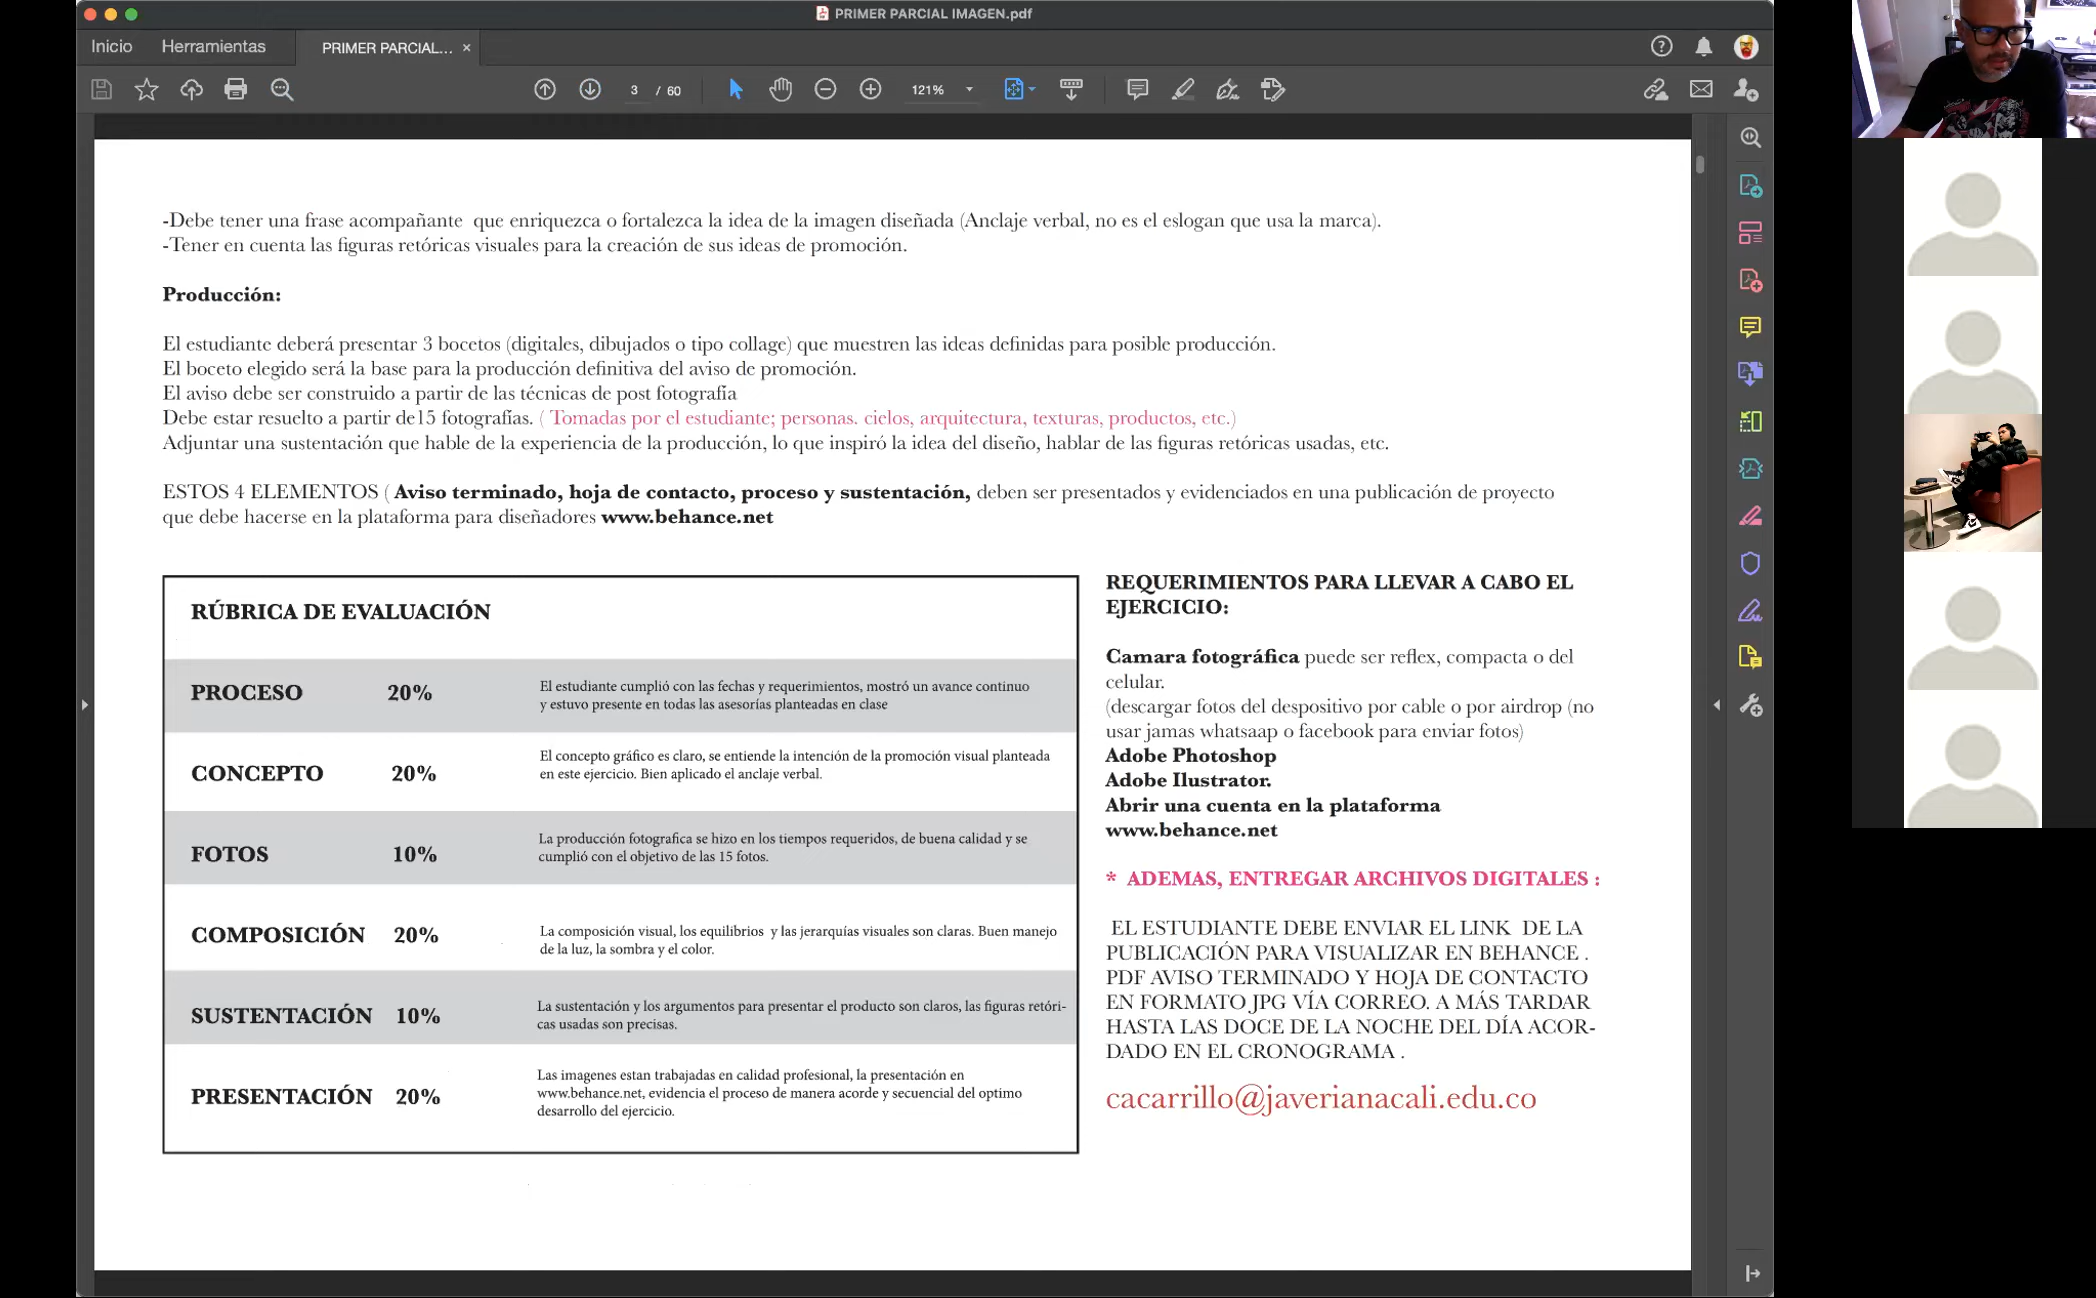 PRIMER PARCIAL IMAGEN.pdf
Inicio Herramientas PRIMER PARCIAL... ×
3 / 60 121%
-Debe tener una frase acompañante que enriquezca o fortalezca la idea de la imagen diseñada (Anclaje verbal, no es el eslogan que usa la marca).
-Tener en cuenta las figuras retóricas visuales para la creación de sus ideas de promoción.
Producción:
El estudiante deberá presentar 3 bocetos (digitales, dibujados o tipo collage) que muestren las ideas definidas para posible producción.
El boceto elegido será la base para la producción definitiva del aviso de promoción.
El aviso debe ser construido a partir de las técnicas de post fotografía
Debe estar resuelto a partir de15 fotografías. ( Tomadas por el estudiante; personas. cielos, arquitectura, texturas, productos, etc.)
Adjuntar una sustentación que hable de la experiencia de la producción, lo que inspiró la idea del diseño, hablar de las figuras retóricas usadas, etc.
ESTOS 4 ELEMENTOS ( Aviso terminado, hoja de contacto, proceso y sustentación, deben ser presentados y evidenciados en una publicación de proyecto
que debe hacerse en la plataforma para diseñadores www.behance.net
RÚBRICA DE EVALUACIÓN
PROCESO 20% El estudiante cumplió con las fechas y requerimientos, mostró un avance continuo
y estuvo presente en todas las asesorías planteadas en clase
CONCEPTO 20% El concepto gráfico es claro, se entiende la intención de la promoción visual planteada
en este ejercicio. Bien aplicado el anclaje verbal.
FOTOS 10% La producción fotografica se hizo en los tiempos requeridos, de buena calidad y se
cumplió con el objetivo de las 15 fotos.
COMPOSICIÓN 20% La composición visual, los equilibrios y las jerarquías visuales son claras. Buen manejo
de la luz, la sombra y el color.
SUSTENTACIÓN 10% La sustentación y los argumentos para presentar el producto son claros, las figuras retóri-
cas usadas son precisas.
PRESENTACIÓN 20% Las imagenes estan trabajadas en calidad profesional, la presentación en
www.behance.net, evidencia el proceso de manera acorde y secuencial del optimo
desarrollo del ejercicio.
REQUERIMIENTOS PARA LLEVAR A CABO EL
EJERCICIO:
Camara fotográfica puede ser reflex, compacta o del
celular.
(descargar fotos del despositivo por cable o por airdrop (no
usar jamas whatsaap o facebook para enviar fotos)
Adobe Photoshop
Adobe Ilustrator.
Abrir una cuenta en la plataforma
www.behance.net
* ADEMAS, ENTREGAR ARCHIVOS DIGITALES :
EL ESTUDIANTE DEBE ENVIAR EL LINK DE LA
PUBLICACIÓN PARA VISUALIZAR EN BEHANCE .
PDF AVISO TERMINADO Y HOJA DE CONTACTO
EN FORMATO JPG VÍA CORREO. A MÁS TARDAR
HASTA LAS DOCE DE LA NOCHE DEL DÍA ACOR-
DADO EN EL CRONOGRAMA .
cacarrillo@javerianacali.edu.co